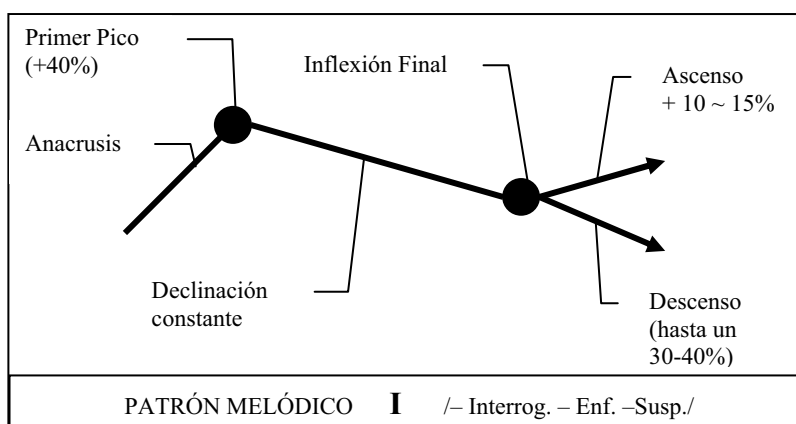 Primer Pico
(+40%)
Anacrusis
Inflexión Final
Ascenso
+ 10 ~ 15%
Declinación
constante
Descenso
(hasta un
30-40%)
PATRÓN MELÓDICO I /– Interrog. – Enf. –Susp./